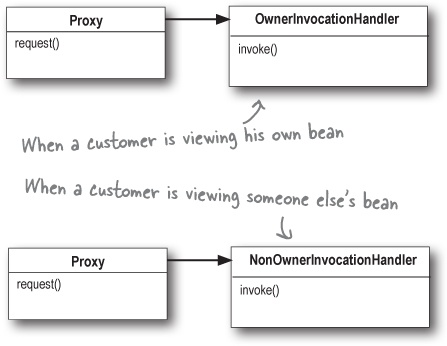 Proxy
request()
OwnerInvocationHandler
invoke()
When a customer is viewing his own bean
When a customer is viewing someone else's bean
Proxy
request()
NonOwnerInvocationHandler
invoke()